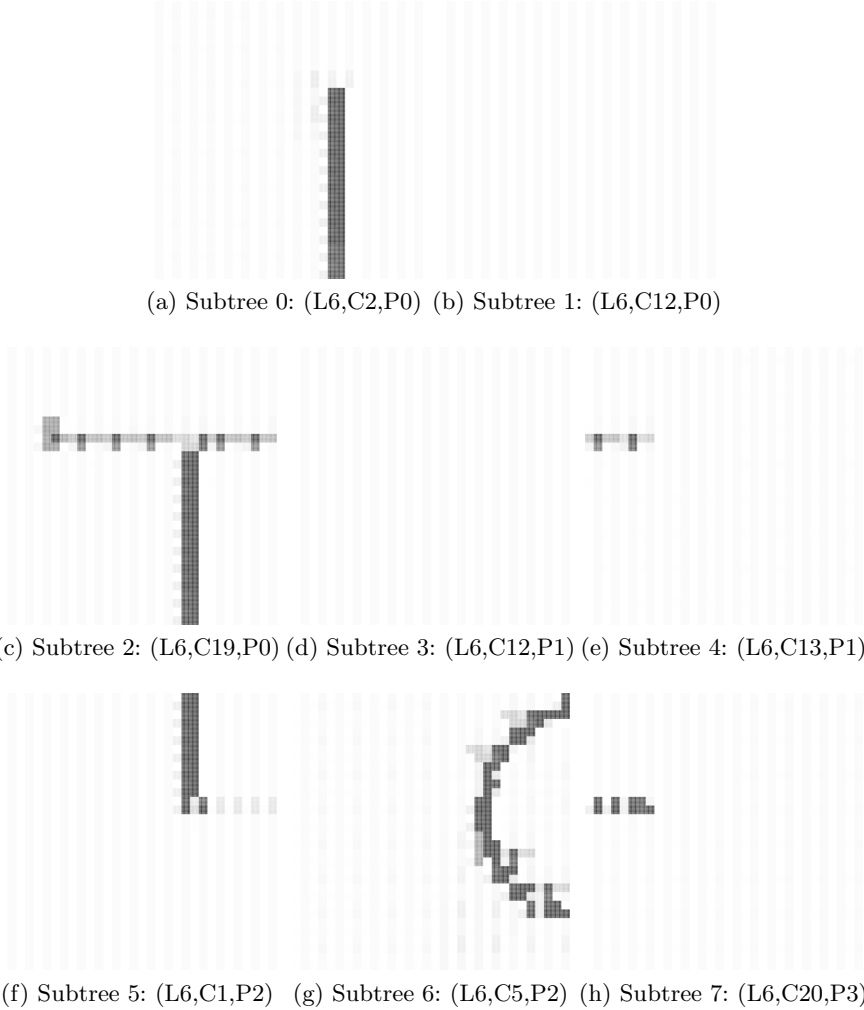 (a) Subtree 0: (L6,C2,P0) (b) Subtree 1: (L6,C12,P0)
(c) Subtree 2: (L6,C19,P0) (d) Subtree 3: (L6,C12,P1) (e) Subtree 4: (L6,C13,P1)
(f) Subtree 5: (L6,C1,P2) (g) Subtree 6: (L6,C5,P2) (h) Subtree 7: (L6,C20,P3)